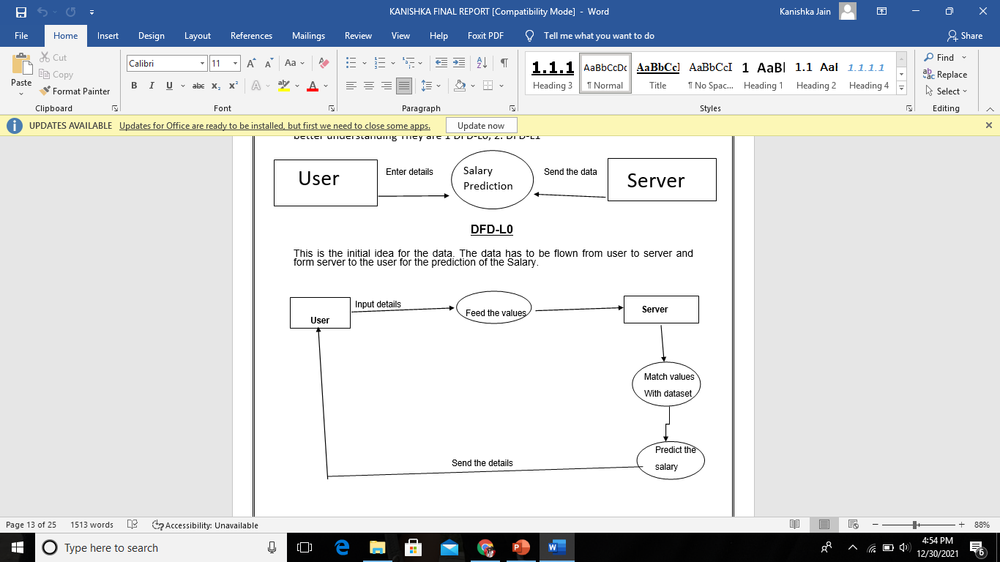 KANISHKA FINAL REPORT [Compatibility Mode] - Word
Kanishka Jain
File Home Insert Design Layout References Mailings Review View Help Foxit PDF Tell me what you want to do Share
Cut
Copy
Paste
Format Painter
Clipboard
Calibri 11
Aa
B I U abc x₂ x²
A A
Font
Paragraph
1.1.1 AaBbCcDc AaBbCcI AaBbCcI 1 AaBl 1.1 Aal 1.1.1.1
Heading 3 ¶ Normal Title ¶ No Spac... Heading 1 Heading 2 Heading 4
Styles
Find
Replace
Select
Editing
UPDATES AVAILABLE Updates for Office are ready to be installed, but first we need to close some apps. Update now
better understanding They are 1 DFD-L0, 2. DFD-L1
User
Enter details
Salary
Prediction
Send the data
Server
DFD-L0
This is the initial idea for the data. The data has to be flown from user to server and
form server to the user for the prediction of the Salary.
User
Input details
Feed the values
Server
Match values
With dataset
Predict the
salary
Send the details
Page 13 of 25 1513 words Accessibility: Unavailable 88%
Type here to search
4:54 PM
12/30/2021
6